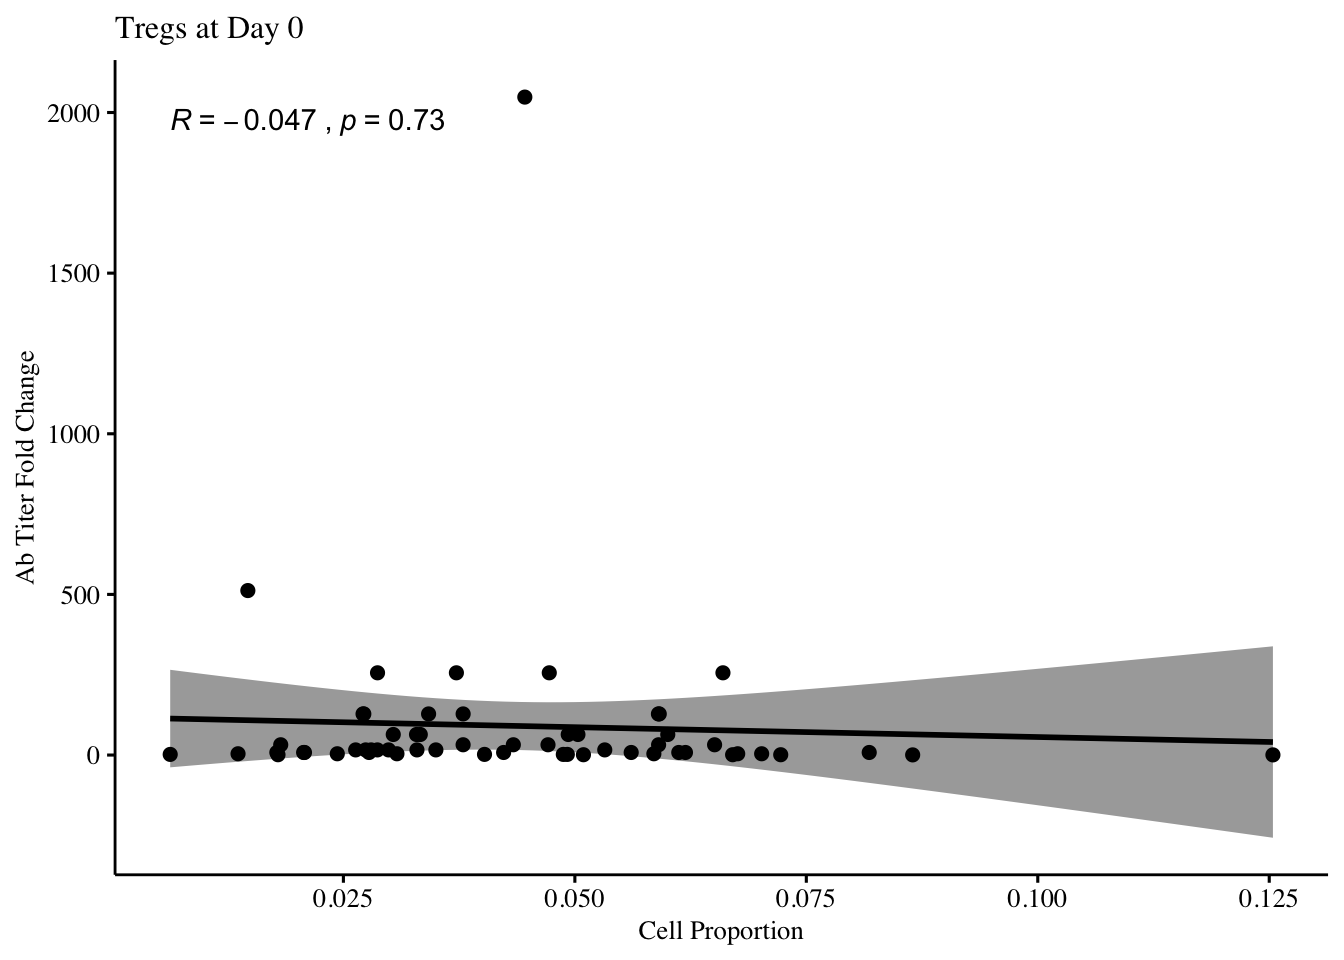 Tregs at Day 0
R = −0.047 , p = 0.73
2000
1500
1000
500
0
Ab Titer Fold Change
0.025 0.050 0.075 0.100 0.125
Cell Proportion